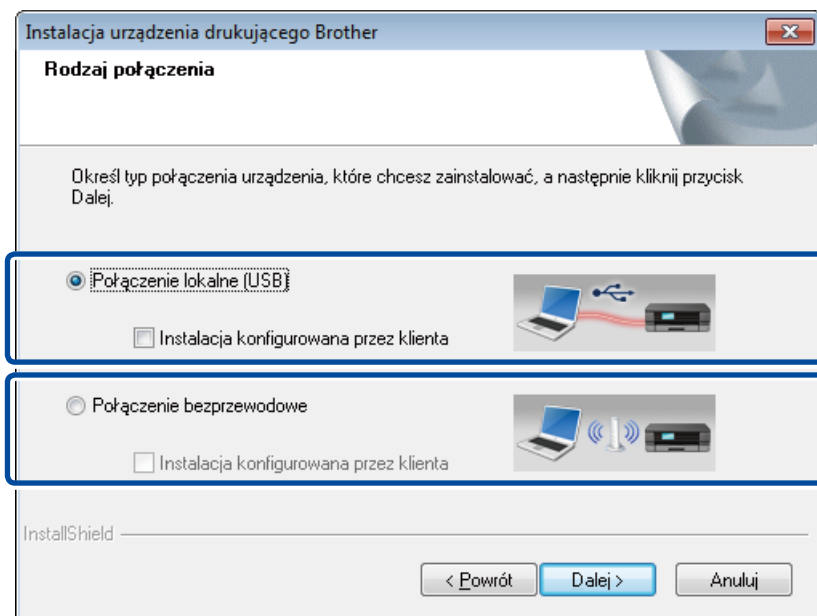 Instalacja urządzenia drukującego Brother
Rodzaj połączenia
Określ typ połączenia urządzenia, które chcesz zainstalować, a następnie kliknij przycisk
Dalej.
Połączenie lokalne (USB)
Instalacja konfigurowana przez klienta
Połączenie bezprzewodowe
Instalacja konfigurowana przez klienta
InstallShield
< Powrót Dalej > Anuluj